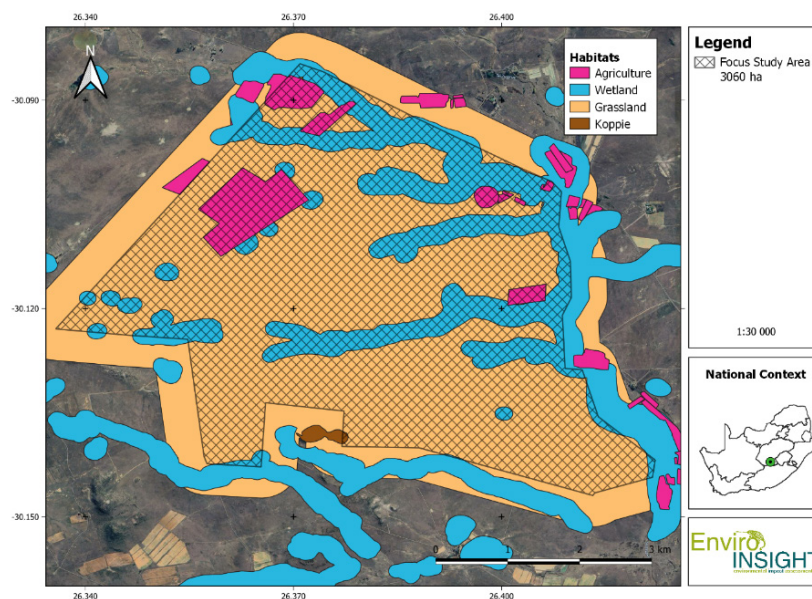 26.340 26.370 26.400
N
-30.090
-30.120
-30.150
Habitats
Agriculture
Wetland
Grassland
Koppie
0 1 2 3 km
26.340 26.370 26.400
Legend
Focus Study Area
3060 ha
1:30 000
National Context
Enviro
INSIGHT